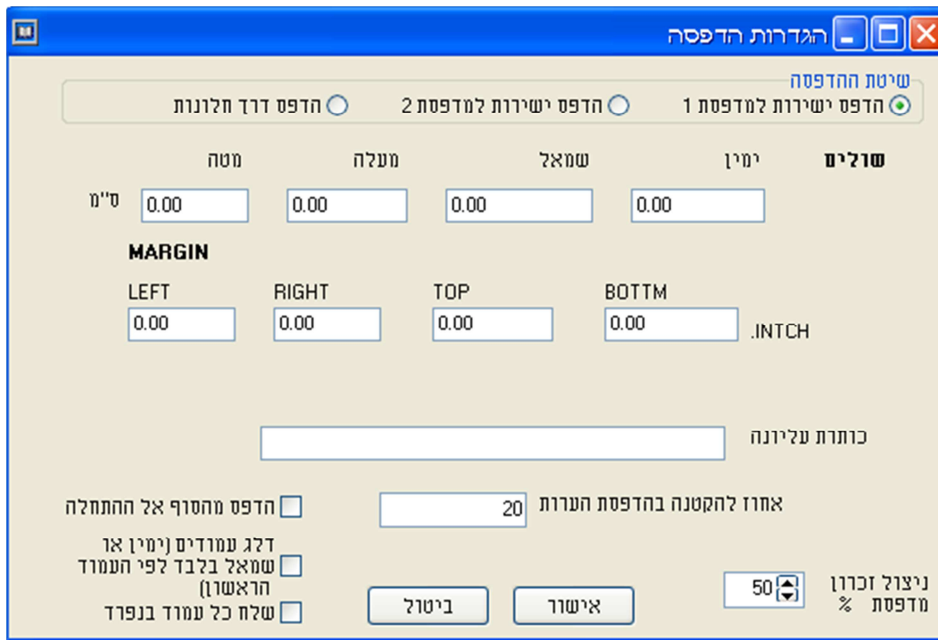 הגדרות הדפסה
שיטת ההדפסה
הדפס ישירות למדפסת 1 הדפס ישירות למדפסת 2 הדפס דרך חלונות
שולים ימין שמאל מעלה מטה
0.00 0.00 0.00 0.00 ס''מ
MARGIN
LEFT RIGHT TOP BOTTM
0.00 0.00 0.00 0.00 .INTCH
כותרת עליונה
אחוז להקטנה בהדפסת הערות 20
הדפס מהסוף אל ההתחלה
דלג עמודים (ימין או
שמאל בלבד לפי העמוד
הראשון)
שלח כל עמוד בנפרד
ניצול זכרון
מדפסת % 50
אישור ביטול